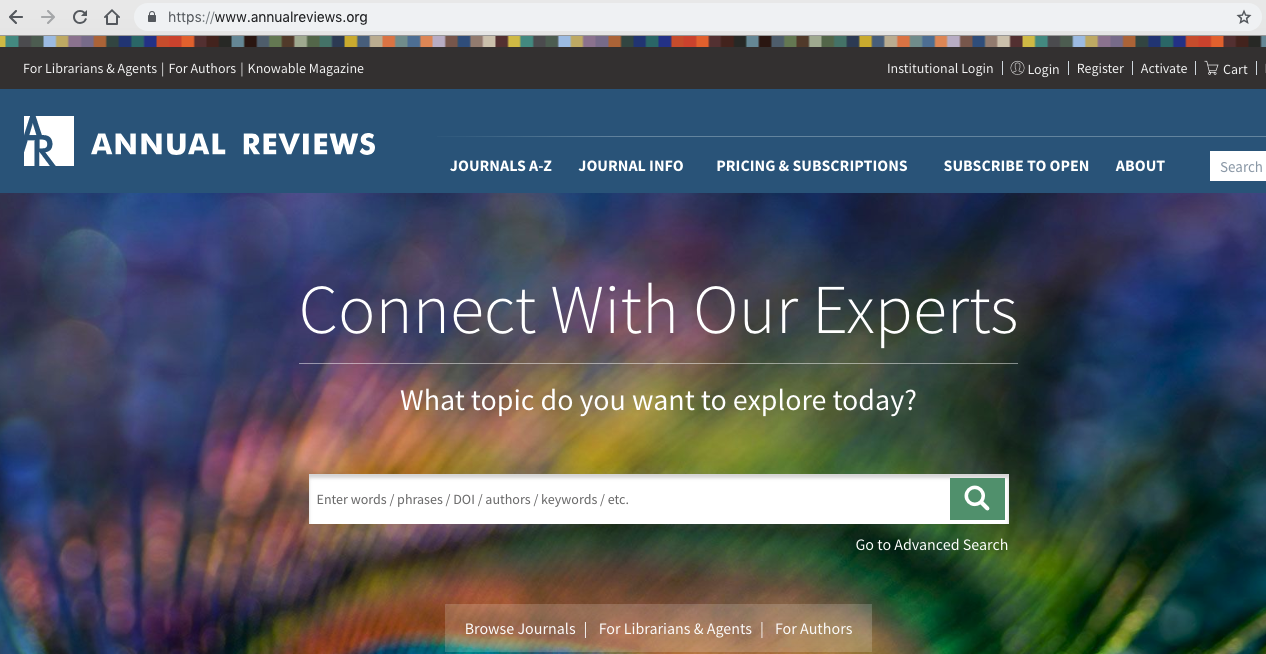 https://www.annualreviews.org
For Librarians & Agents | For Authors | Knowable Magazine
Institutional Login | Login | Register | Activate | Cart |
AR ANNUAL REVIEWS
JOURNALS A-Z JOURNAL INFO PRICING & SUBSCRIPTIONS SUBSCRIBE TO OPEN ABOUT Search
Connect With Our Experts
What topic do you want to explore today?
Enter words / phrases / DOI / authors / keywords / etc.
Go to Advanced Search
Browse Journals | For Librarians & Agents | For Authors